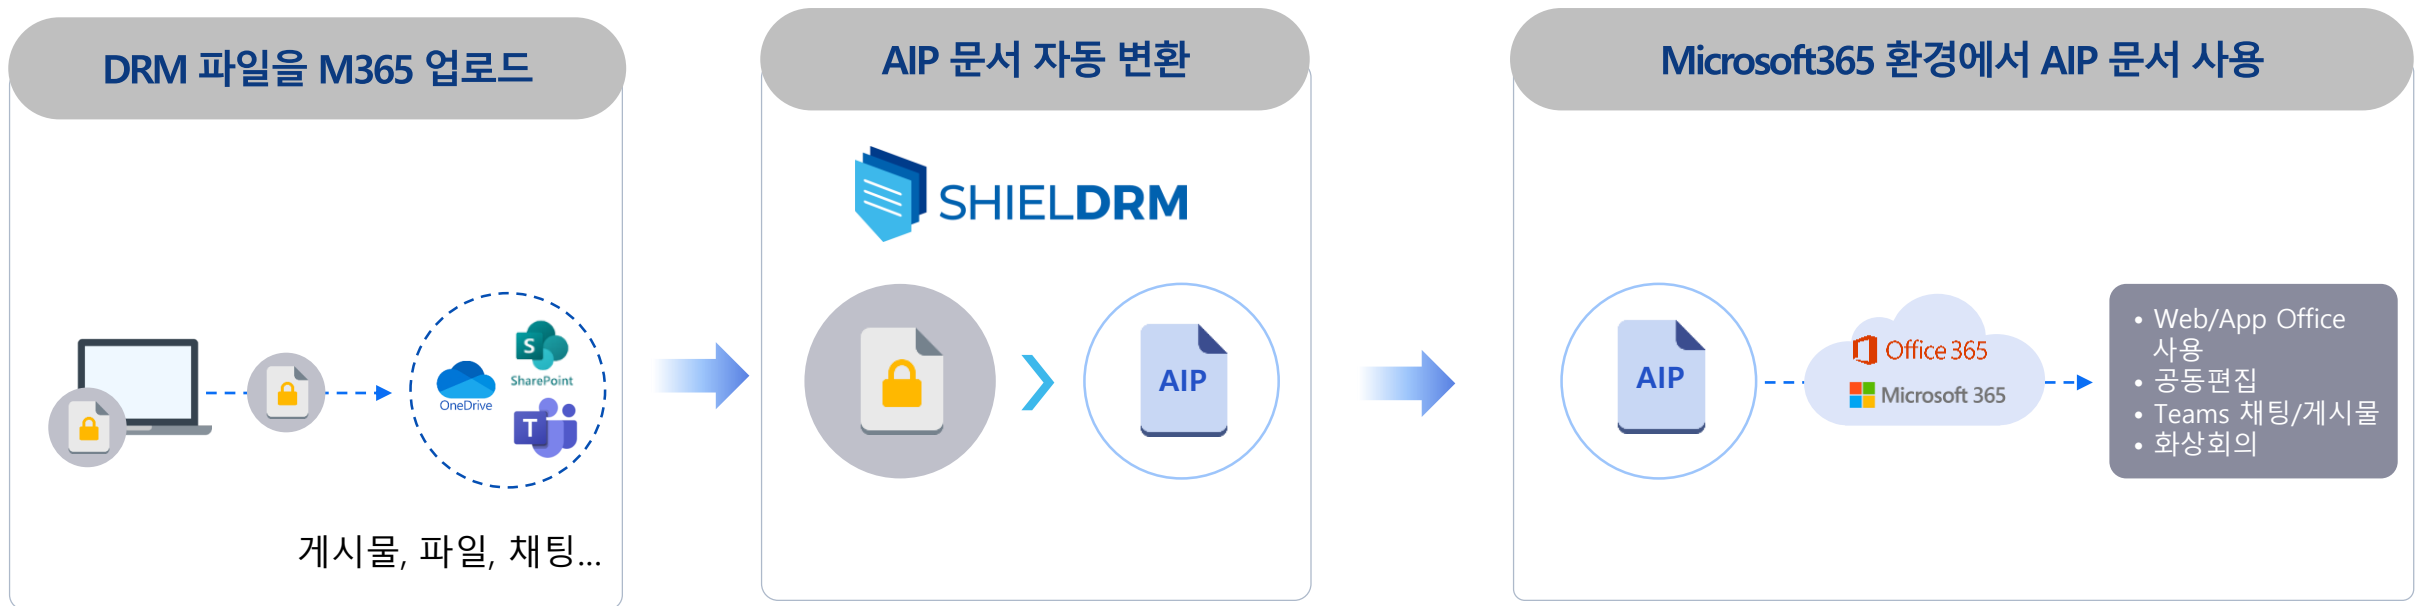 DRM 파일을 M365 업로드
OneDrive
S
SharePoint
T
게시물, 파일, 채팅...
AIP 문서 자동 변환
SHIELDRM
AIP
Microsoft365 환경에서 AIP 문서 사용
AIP
Office 365
Microsoft 365
• Web/App Office
사용
• 공동편집
• Teams 채팅/게시물
• 화상회의